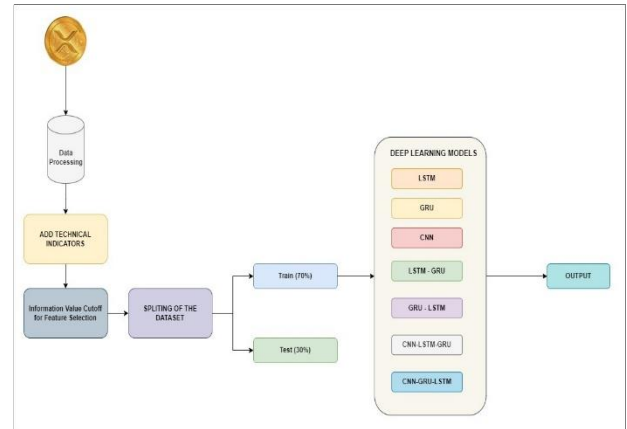 Data
Processing
ADD TECHNICAL
INDICATORS
Information Value Cutoff
for Feature Selection
SPLITING OF THE
DATASET
Train (70%)
Test (30%)
DEEP LEARNING MODELS
LSTM
GRU
CNN
LSTM - GRU
GRU - LSTM
CNN-LSTM-GRU
CNN-GRU-LSTM
OUTPUT